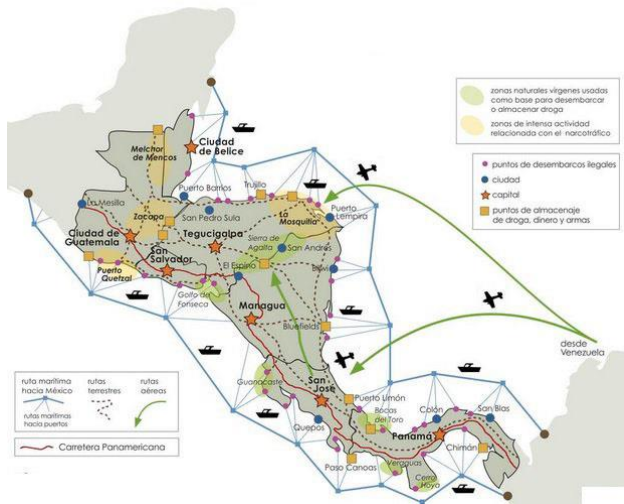 zonas naturales vírgenes usadas
como base para desembarcar
o almacenar droga
zonas de intensa actividad
relacionada con el narcotráfico
puntos de desembarcos ilegales
ciudad
capital
puntos de almacenaje
de droga, dinero y armas
Ciudad
de Belice
Melchor de
Mencos
Puerto Barrios
Trujillo
La Mesilla
Zacapa
San Pedro Sula
La
Mosquitia
Puerto
Lempira
Ciudad de
Guatemala
Tegucigalpa
Sierra de
Agalta
San Andrés
San
Salvador
El Espino
Puerto
Quetzal
Golfo de
Fonseca
Managua
Bluefields
desde
Venezuela
Guanacaste
San
José
Puerto Limón
Bocas
del Toro
Colón
San Blas
Quepos
Panamá
Chimán
Paso Canoas
Veraguas
Cerro
Hoya
ruta marítima
hacia México
rutas
terrestres
rutas
aéreas
rutas marítimas
hacia puertos
Carretera Panamericana